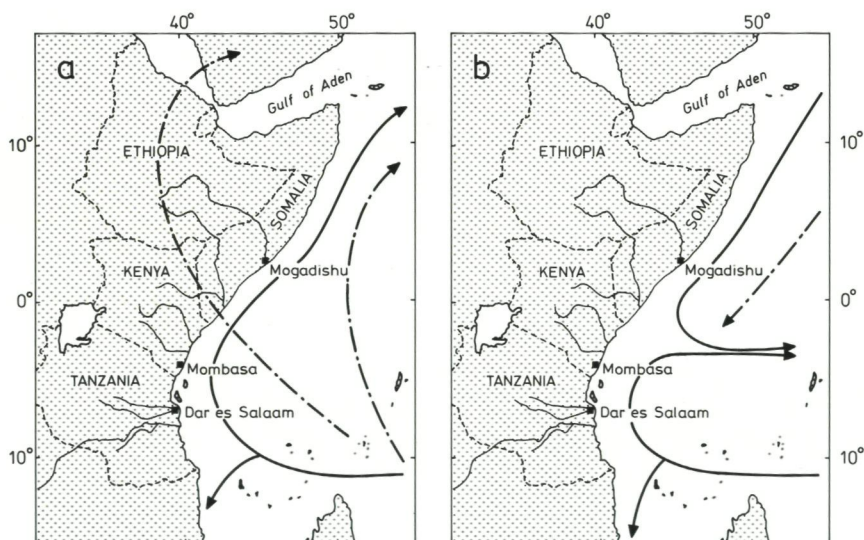 40° 50°
a
Gulf of Aden
10°
ETHIOPIA
SOMALIA
KENYA
Mogadishu
0°
Mombasa
TANZANIA
Dar es Salaam
10°
40° 50°
b
Gulf of Aden
10°
ETHIOPIA
SOMALIA
KENYA
Mogadishu
0°
Mombasa
TANZANIA
Dar es Salaam
10°